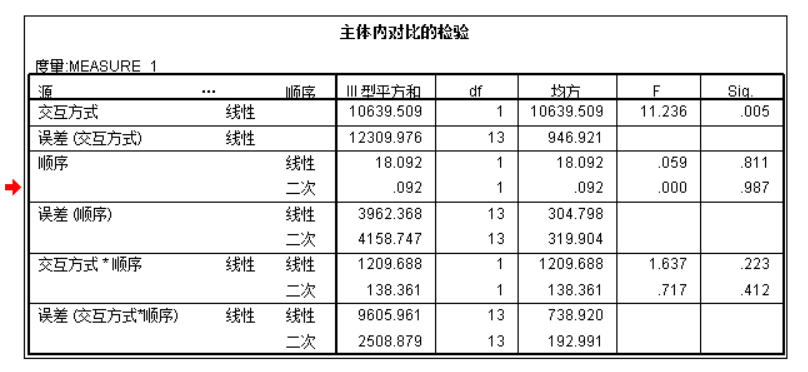 主体内对比的检验
度量:MEASURE_1
源 … 顺序 III 型平方和 df 均方 F Sig.
交互方式 线性 10639.509 1 10639.509 11.236 .005
误差 (交互方式) 线性 12309.976 13 946.921
顺序 线性 18.092 1 18.092 .059 .811
二次 .092 1 .092 .000 .987
误差 (顺序) 线性 3962.368 13 304.798
二次 4158.747 13 319.904
交互方式 * 顺序 线性 线性 1209.688 1 1209.688 1.637 .223
二次 138.361 1 138.361 .717 .412
误差 (交互方式*顺序) 线性 线性 9605.961 13 738.920
二次 2508.879 13 192.991